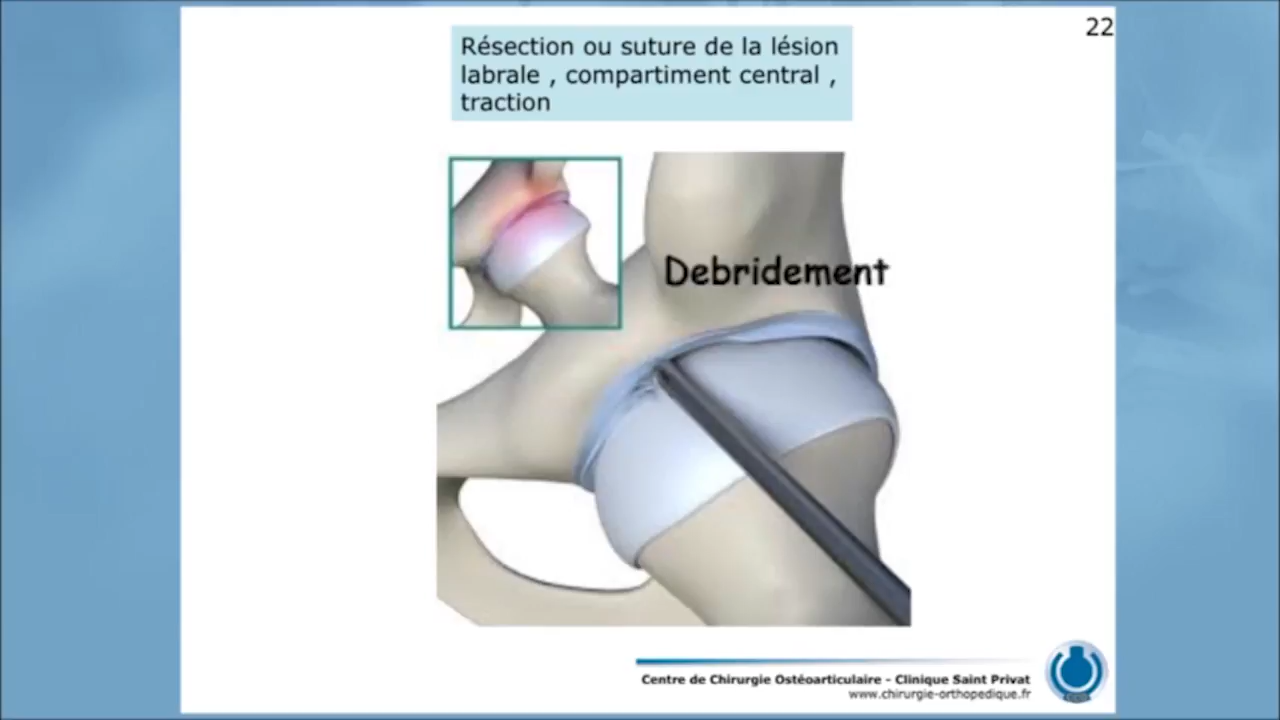 22
Résection ou suture de la lésion
labrale , compartiment central ,
traction
Debridement
Centre de Chirurgie Ostéoarticulaire - Clinique Saint Privat
www.chirurgie-orthopedique.fr